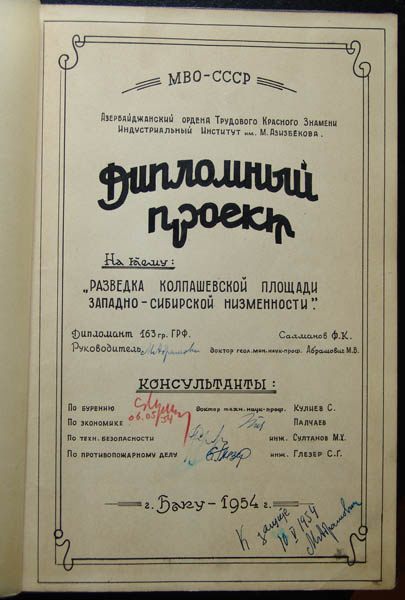 МВО-СССР
Азербайджанский ордена Трудового Красного Знамени
Индустриальный Институт им. М. Азизбекова.
Дипломный
проект
На тему:
„Разведка Колпашевской площади
Западно-Сибирской низменности".
Дипломант 163 гр. ГРФ. Салманов Ф.К.
Руководитель МАбрамович доктор геол.мин.наук-проф. Абрамович М.В.
Консультанты:
По бурению доктор техн. наук-проф. Кулиев С.
По экономике 06.05/54 Палчаев
По техн. безопасности инж. Султанов М.Х.
По противопожарному делу Глезер инж. Глезер С.Г.
г. Баку - 1954 г.
К защите
10 V 1954
МАбрамович